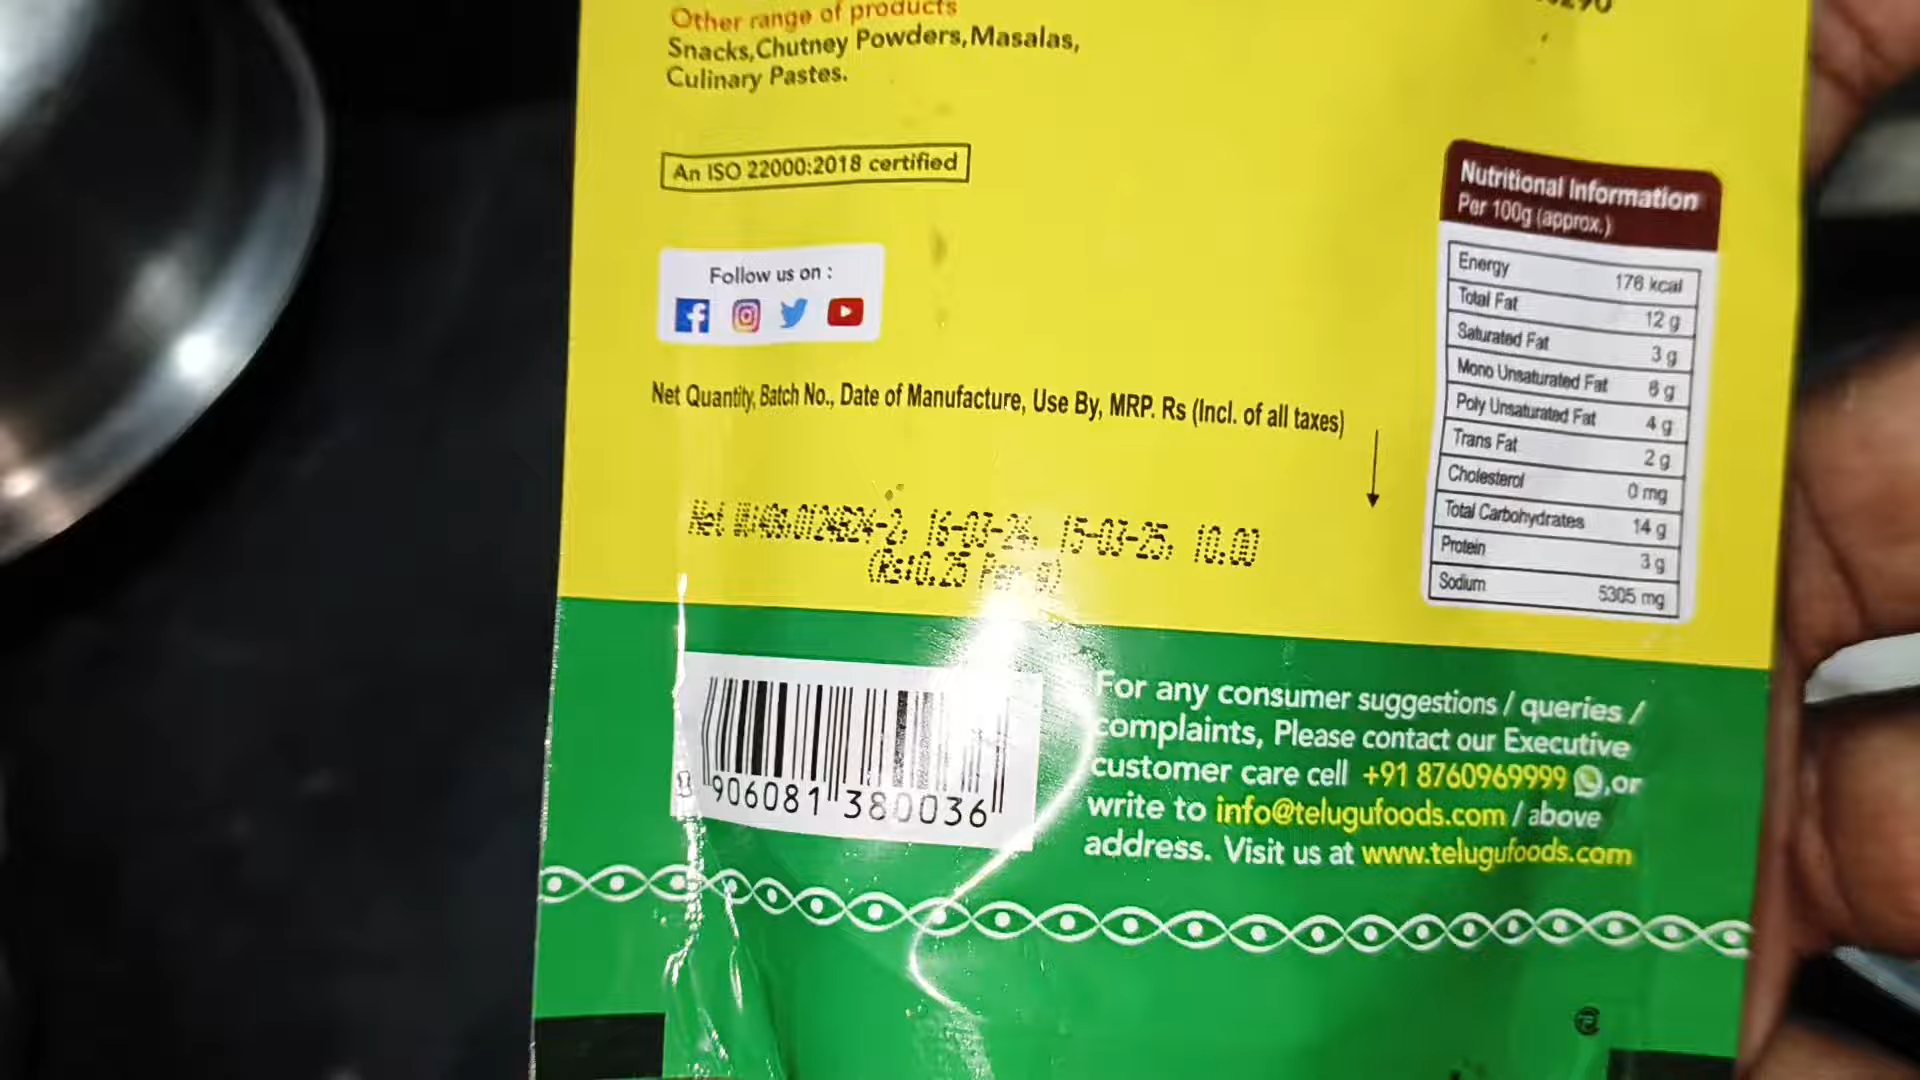 Other range of products
Snacks, Chutney Powders, Masalas,
Culinary Pastes.
An ISO 22000:2018 certified
Follow us on :
Net Quantity, Batch No., Date of Manufacture, Use By, MRP. Rs (Incl. of all taxes)
15-03-25, 10.00
Nutritional Information
Per 100g (approx.)
Energy 176 kcal
Total Fat 12 g
Saturated Fat 3 g
Mono Unsaturated Fat 6 g
Poly Unsaturated Fat 4 g
Trans Fat 2 g
Cholesterol 0 mg
Total Carbohydrates 14 g
Protein 3 g
Sodium 5305 mg
8 906081 380036
For any consumer suggestions / queries /
complaints, Please contact our Executive
customer care cell +91 8760969999 ,or
write to info@telugufoods.com / above
address. Visit us at www.telugufoods.com